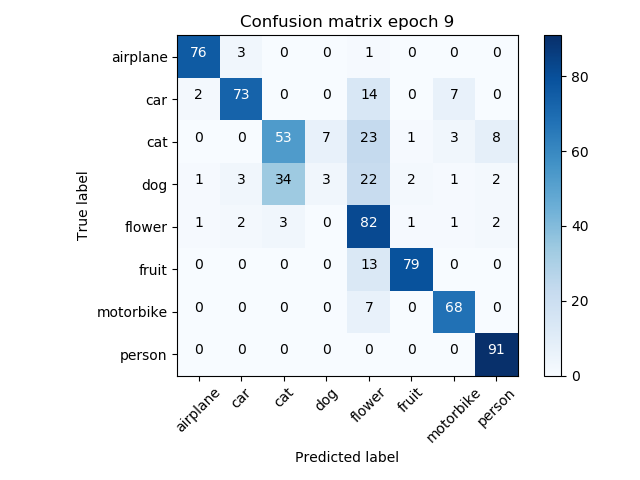 Confusion matrix epoch 9
True label
airplane 76 3 0 0 1 0 0 0
car 2 73 0 0 14 0 7 0
cat 0 0 53 7 23 1 3 8
dog 1 3 34 3 22 2 1 2
flower 1 2 3 0 82 1 1 2
fruit 0 0 0 0 13 79 0 0
motorbike 0 0 0 0 7 0 68 0
person 0 0 0 0 0 0 0 91
airplane car cat dog flower fruit motorbike person
Predicted label
80
60
40
20
0